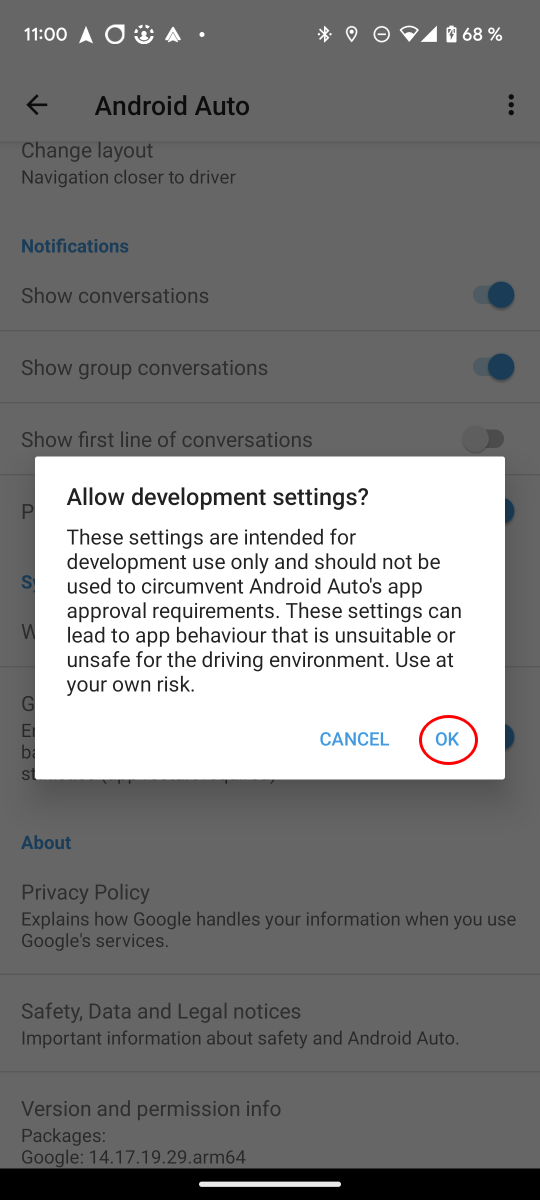 11:00
68 %
Android Auto
Change layout
Navigation closer to driver
Notifications
Show conversations
Show group conversations
Show first line of conversations
Allow development settings?
These settings are intended for
development use only and should not be
used to circumvent Android Auto's app
approval requirements. These settings can
lead to app behaviour that is unsuitable or
unsafe for the driving environment. Use at
your own risk.
CANCEL
OK
About
Privacy Policy
Explains how Google handles your information when you use
Google's services.
Safety, Data and Legal notices
Important information about safety and Android Auto.
Version and permission info
Packages:
Google: 14.17.19.29.arm64